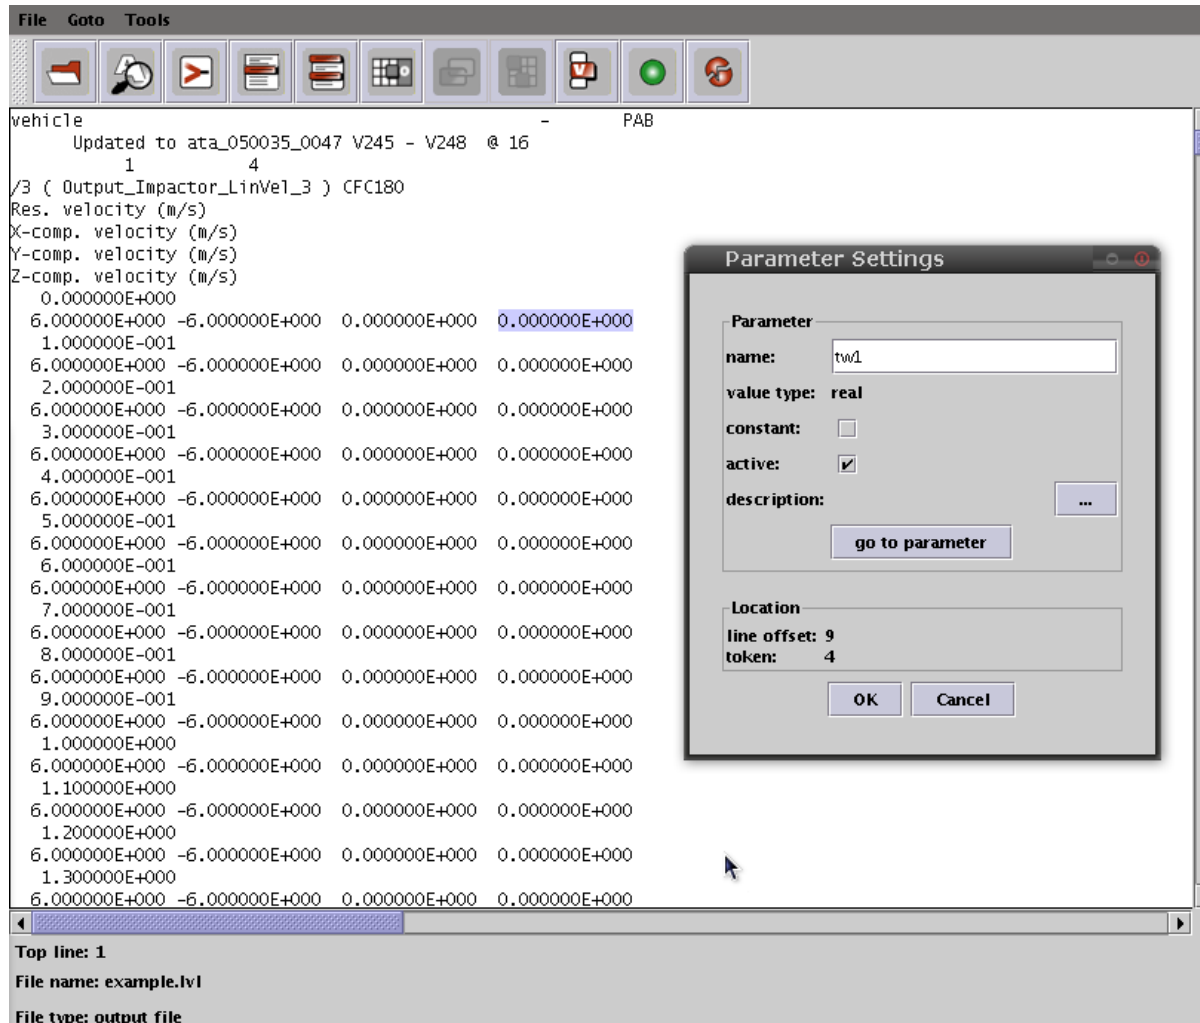 File Goto Tools
vehicle - PAB
Updated to ata_050035_0047 V245 - V248 @ 16
1 4
/3 ( Output_Impactor_LinVel_3 ) CFC180
Res. velocity (m/s)
X-comp. velocity (m/s)
Y-comp. velocity (m/s)
Z-comp. velocity (m/s)
0.000000E+000
6.000000E+000 -6.000000E+000 0.000000E+000 0.000000E+000
1.000000E-001
6.000000E+000 -6.000000E+000 0.000000E+000 0.000000E+000
2.000000E-001
6.000000E+000 -6.000000E+000 0.000000E+000 0.000000E+000
3.000000E-001
6.000000E+000 -6.000000E+000 0.000000E+000 0.000000E+000
4.000000E-001
6.000000E+000 -6.000000E+000 0.000000E+000 0.000000E+000
5.000000E-001
6.000000E+000 -6.000000E+000 0.000000E+000 0.000000E+000
6.000000E-001
6.000000E+000 -6.000000E+000 0.000000E+000 0.000000E+000
7.000000E-001
6.000000E+000 -6.000000E+000 0.000000E+000 0.000000E+000
8.000000E-001
6.000000E+000 -6.000000E+000 0.000000E+000 0.000000E+000
9.000000E-001
6.000000E+000 -6.000000E+000 0.000000E+000 0.000000E+000
1.000000E+000
6.000000E+000 -6.000000E+000 0.000000E+000 0.000000E+000
1.100000E+000
6.000000E+000 -6.000000E+000 0.000000E+000 0.000000E+000
1.200000E+000
6.000000E+000 -6.000000E+000 0.000000E+000 0.000000E+000
1.300000E+000
6.000000E+000 -6.000000E+000 0.000000E+000 0.000000E+000
Parameter Settings
Parameter
name: tw1
value type: real
constant:
active:
description: ...
go to parameter
Location
line offset: 9
token: 4
OK Cancel
Top line: 1
File name: example.lvl
File type: output file